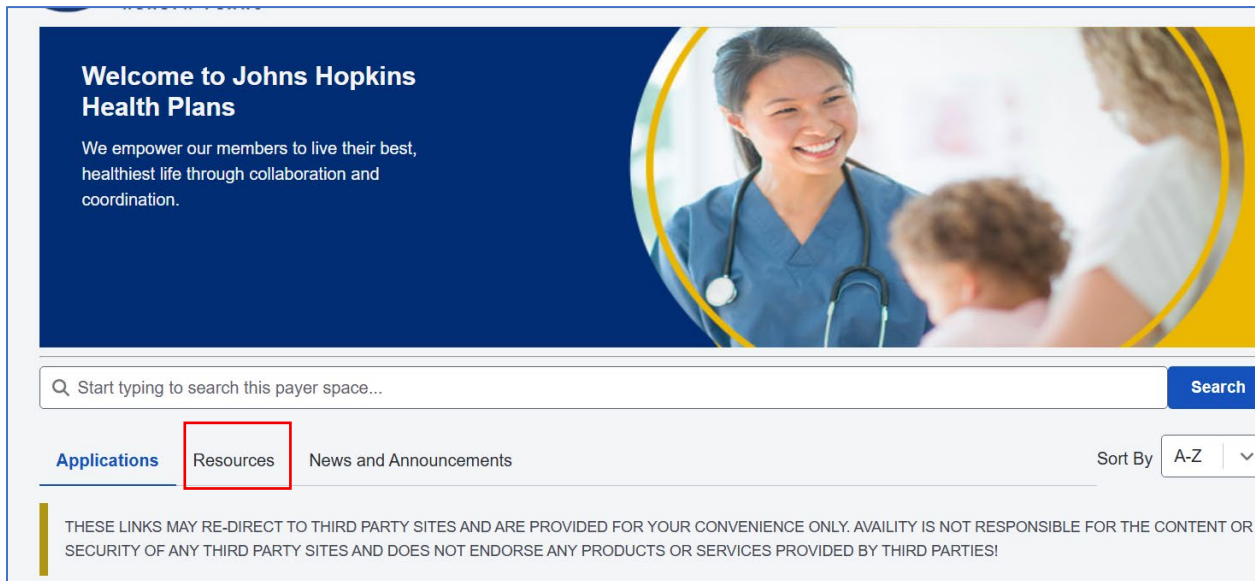 Welcome to Johns Hopkins
Health Plans
We empower our members to live their best,
healthiest life through collaboration and
coordination.
Start typing to search this payer space...
Search
Applications
Resources
News and Announcements
Sort By
A-Z
THESE LINKS MAY RE-DIRECT TO THIRD PARTY SITES AND ARE PROVIDED FOR YOUR CONVENIENCE ONLY. AVAILITY IS NOT RESPONSIBLE FOR THE CONTENT OR
SECURITY OF ANY THIRD PARTY SITES AND DOES NOT ENDORSE ANY PRODUCTS OR SERVICES PROVIDED BY THIRD PARTIES!